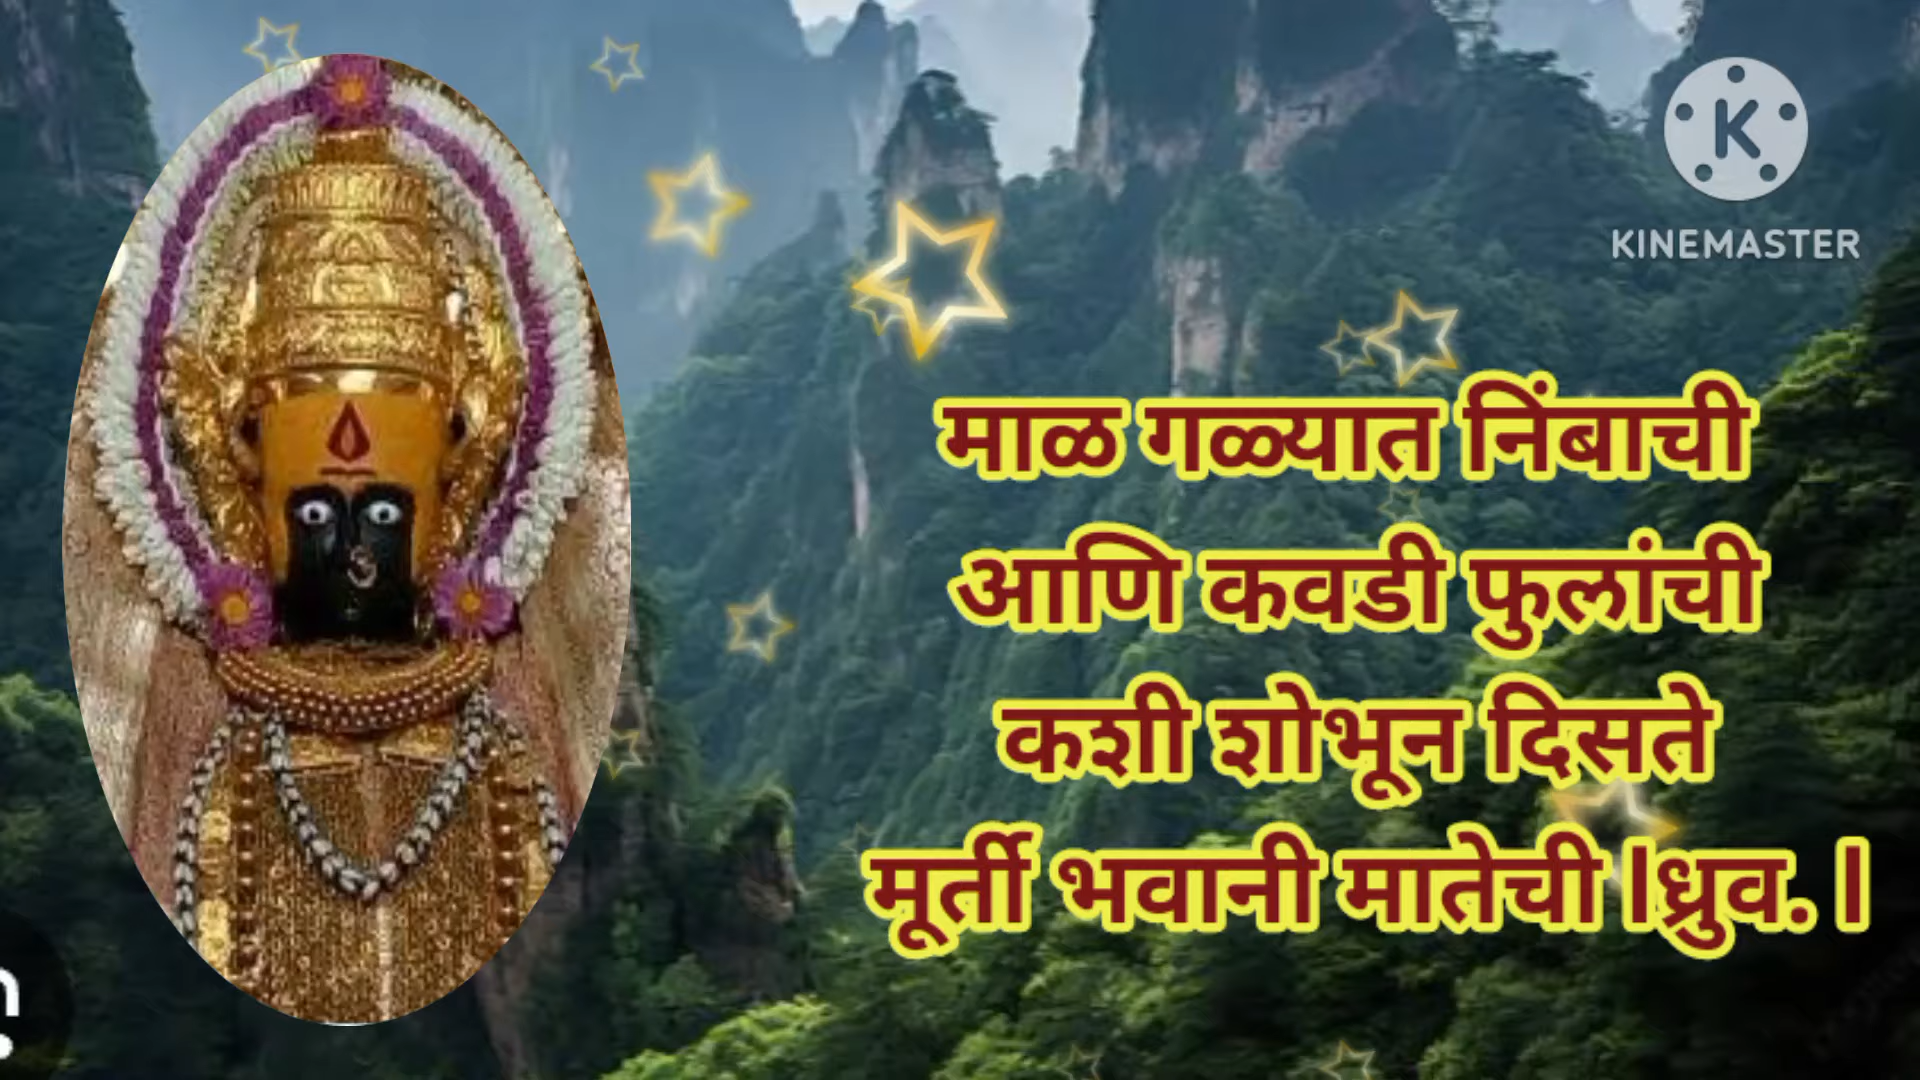 K
KINEMASTER
माळ गळ्यात निंबाची
आणि कवडी फुलांची
कशी शोभून दिसते
मूर्ती भवानी मातेची ।ध्रुव. ।